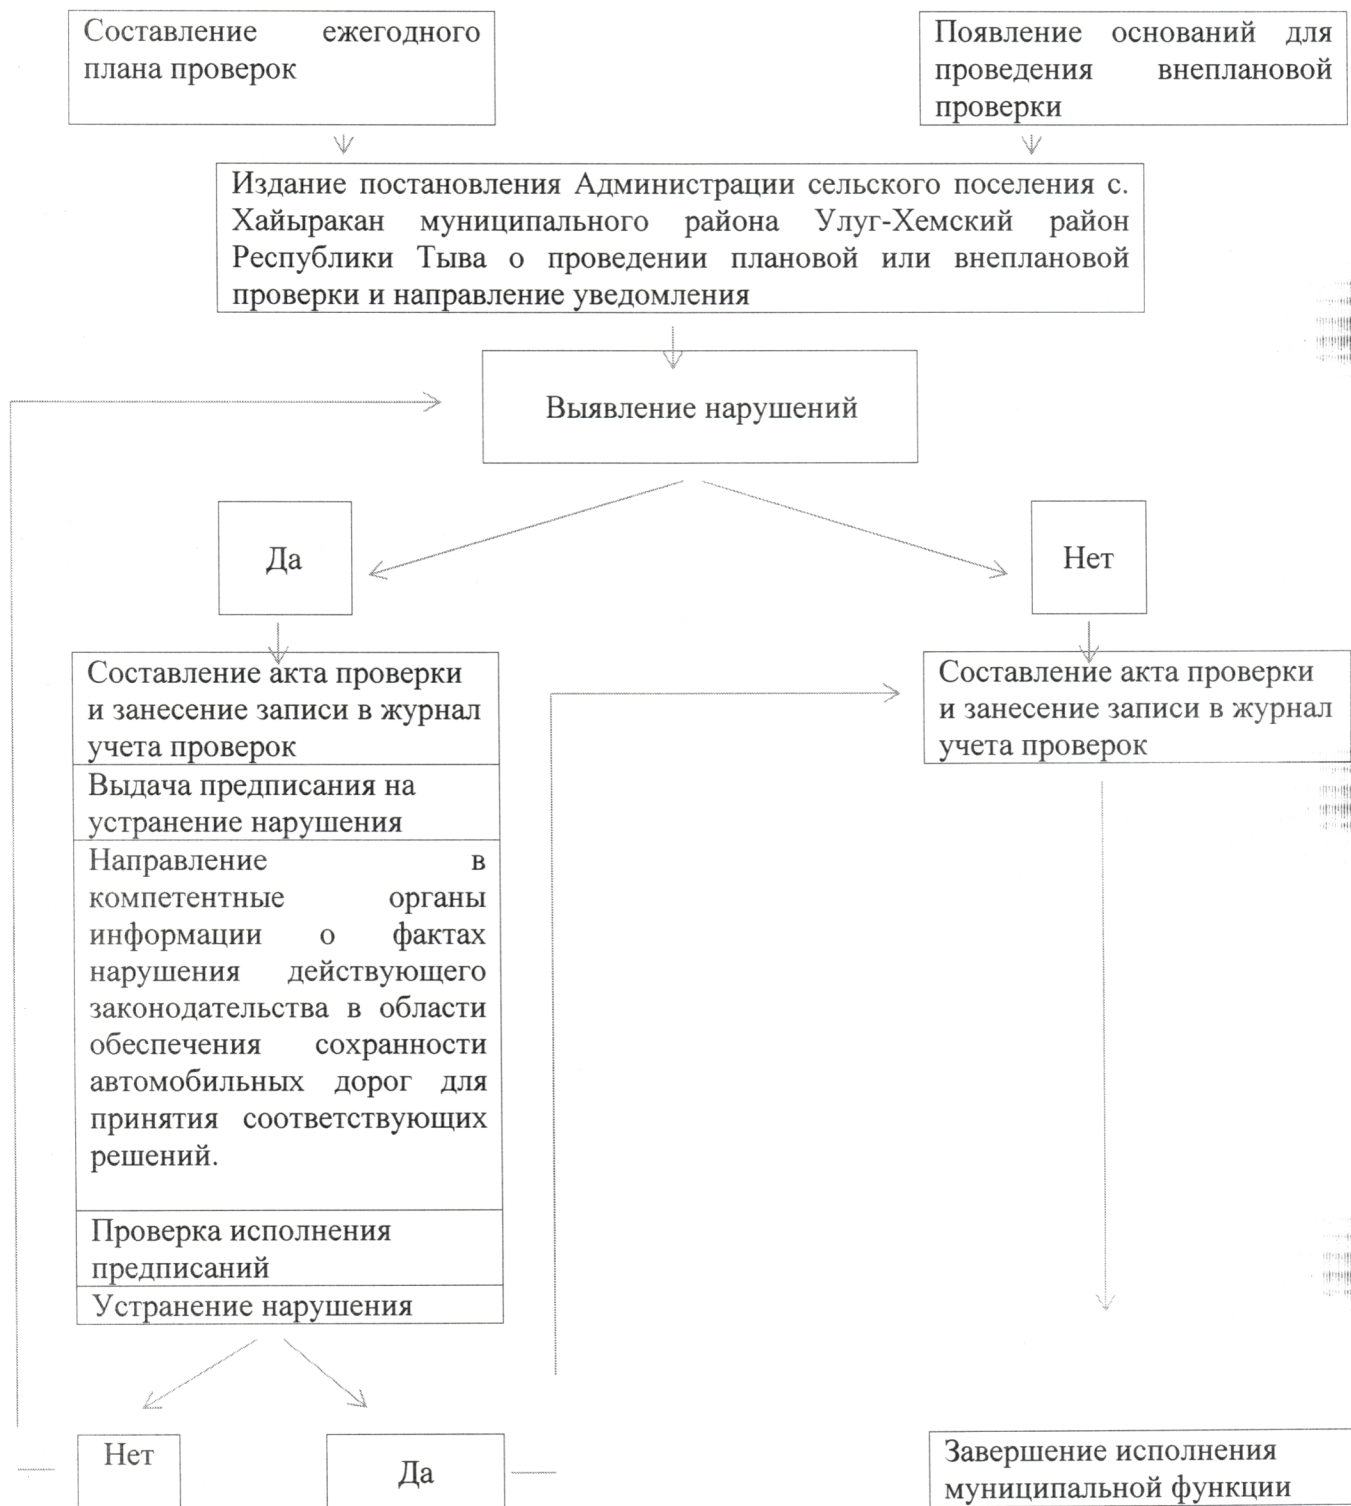 Составление ежегодного
плана проверок
Появление оснований для
проведения внеплановой
проверки
Издание постановления Администрации сельского поселения с.
Хайыракан муниципального района Улуг-Хемский район
Республики Тыва о проведении плановой или внеплановой
проверки и направление уведомления
Выявление нарушений
Да
Нет
Составление акта проверки
и занесение записи в журнал
учета проверок
Выдача предписания на
устранение нарушения
Направление в
компетентные органы
информации о фактах
нарушения действующего
законодательства в области
обеспечения сохранности
автомобильных дорог для
принятия соответствующих
решений.
Проверка исполнения
предписаний
Устранение нарушения
Составление акта проверки
и занесение записи в журнал
учета проверок
Нет
Да
Завершение исполнения
муниципальной функции